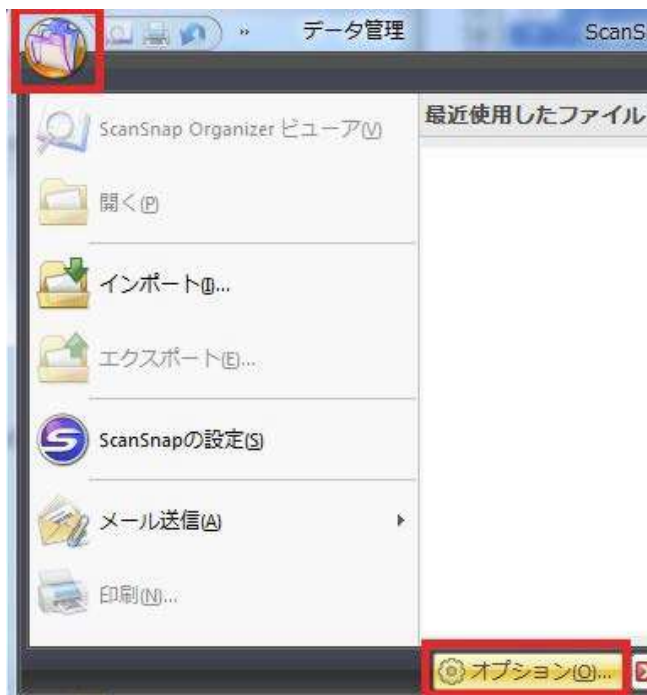 データ管理
ScanS
ScanSnap Organizer ビューア(V)
最近使用したファイル
開く(P)
インポート(I)...
エクスポート(E)...
ScanSnapの設定(S)
メール送信(A)
印刷(N)...
オプション(O)...